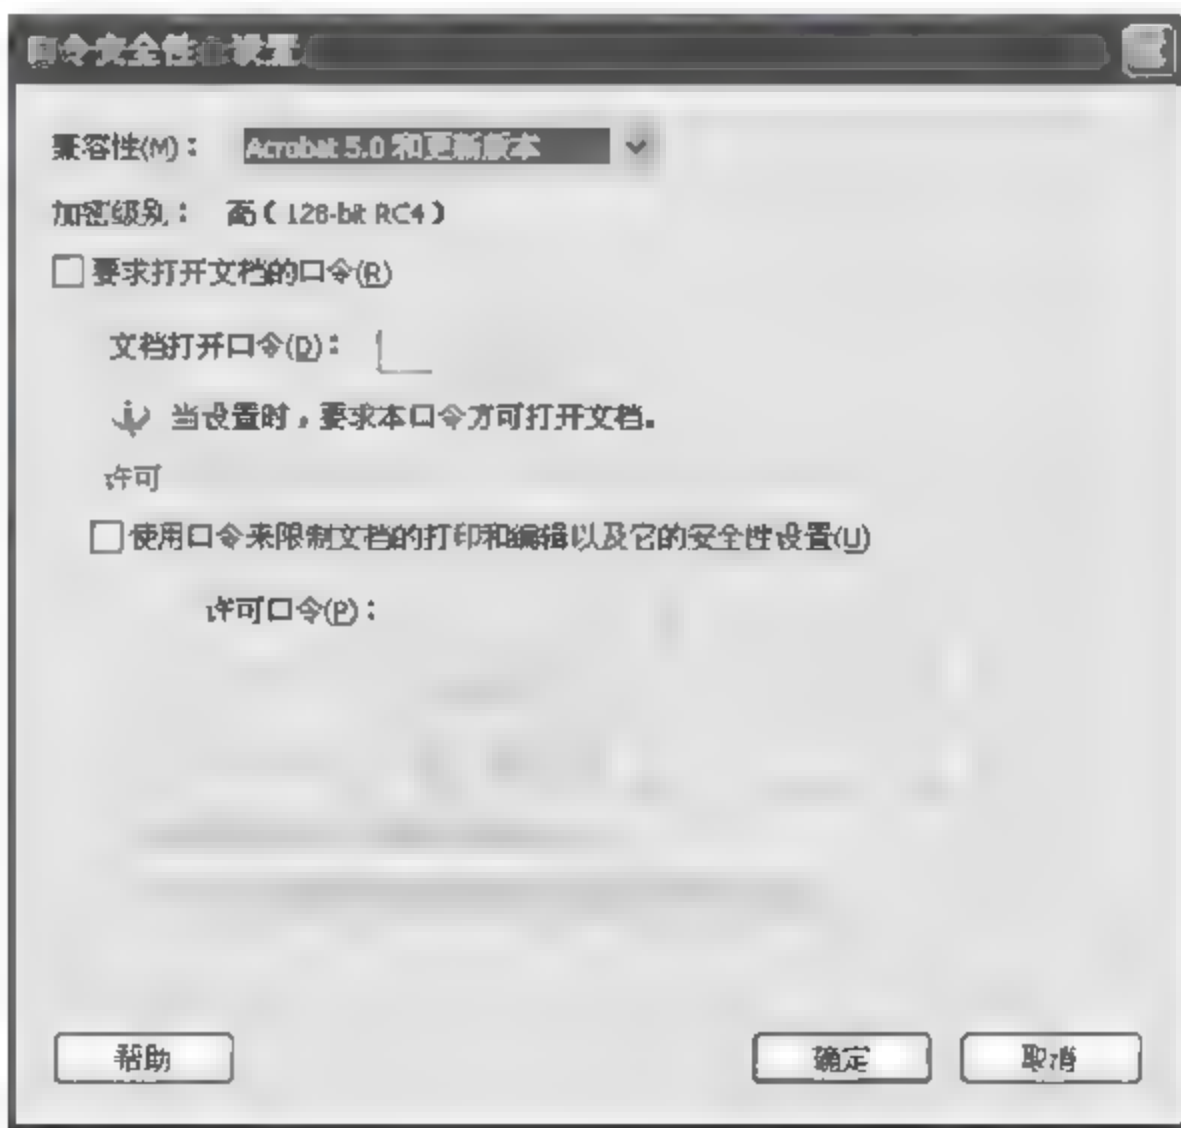 口令安全性 - 设置
兼容性(M)： Acrobat 5.0 和更新版本
加密级别： 高（128-bit RC4）
要求打开文档的口令(R)
文档打开口令(D)：
当设置时，要求本口令方可打开文档。
许可
使用口令来限制文档的打印和编辑以及它的安全性设置(U)
许可口令(P)：
帮助 确定 取消